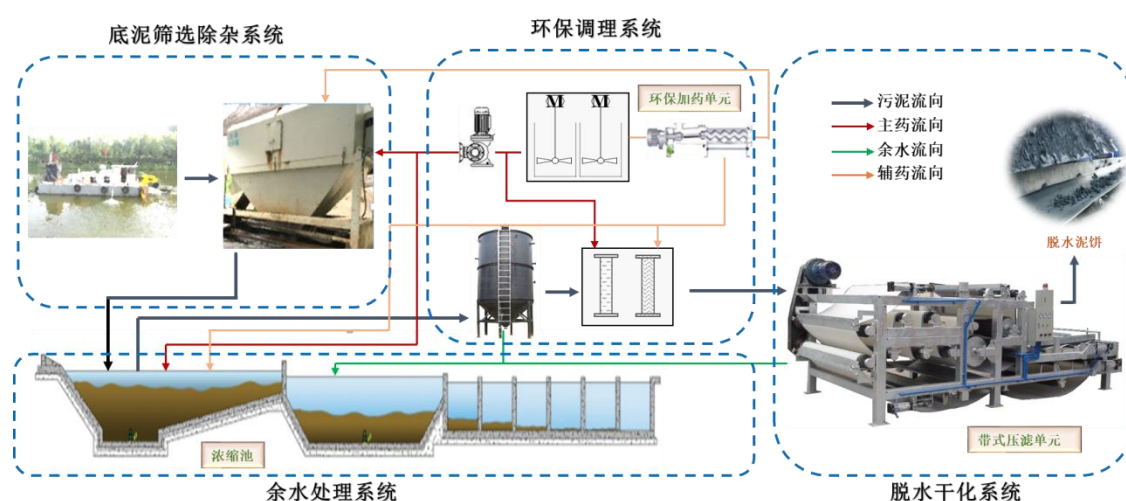 底泥筛选除杂系统
环保调理系统
M M
环保加药单元
污泥流向
主药流向
余水流向
辅药流向
脱水泥饼
浓缩池
带式压滤单元
余水处理系统
脱水干化系统